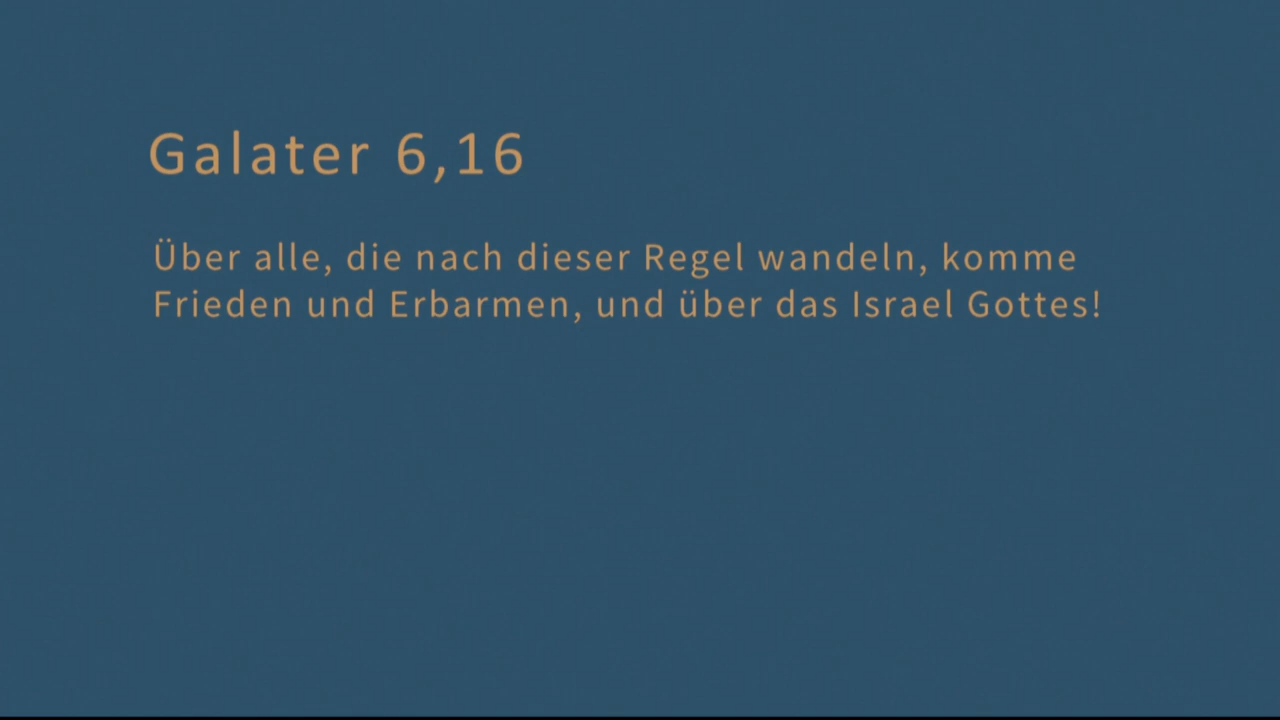 Galater 6,16
Über alle, die nach dieser Regel wandeln, komme
Frieden und Erbarmen, und über das Israel Gottes!